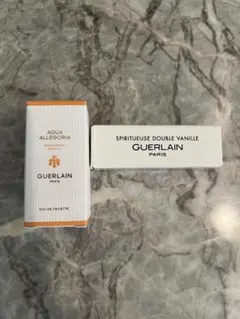 AQUA
ALLEGORIA
GUERLAIN
PARIS
EAU DE TOILETTE
SPIRITUEUSE DOUBLE VANILLE
GUERLAIN
PARIS